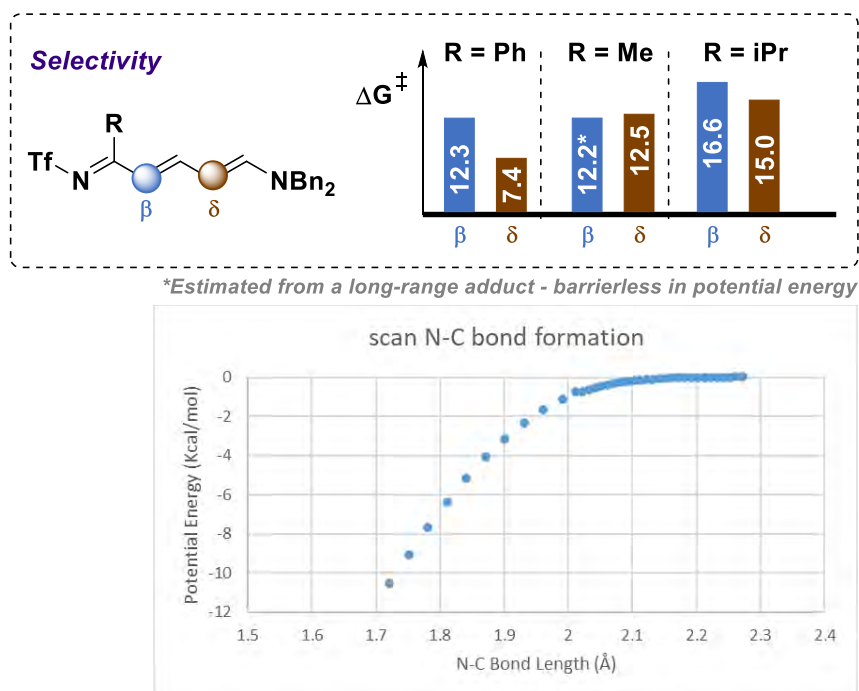 Selectivity
R
Tf
N
NBn2
β
δ
ΔG‡
R = Ph
R = Me
R = iPr
12.3
7.4
12.2*
12.5
16.6
15.0
β
δ
β
δ
β
δ
*Estimated from a long-range adduct - barrierless in potential energy
scan N-C bond formation
Potential Energy (Kcal/mol)
0
-2
-4
-6
-8
-10
-12
1.5
1.6
1.7
1.8
1.9
2
2.1
2.2
2.3
2.4
N-C Bond Length (Å)